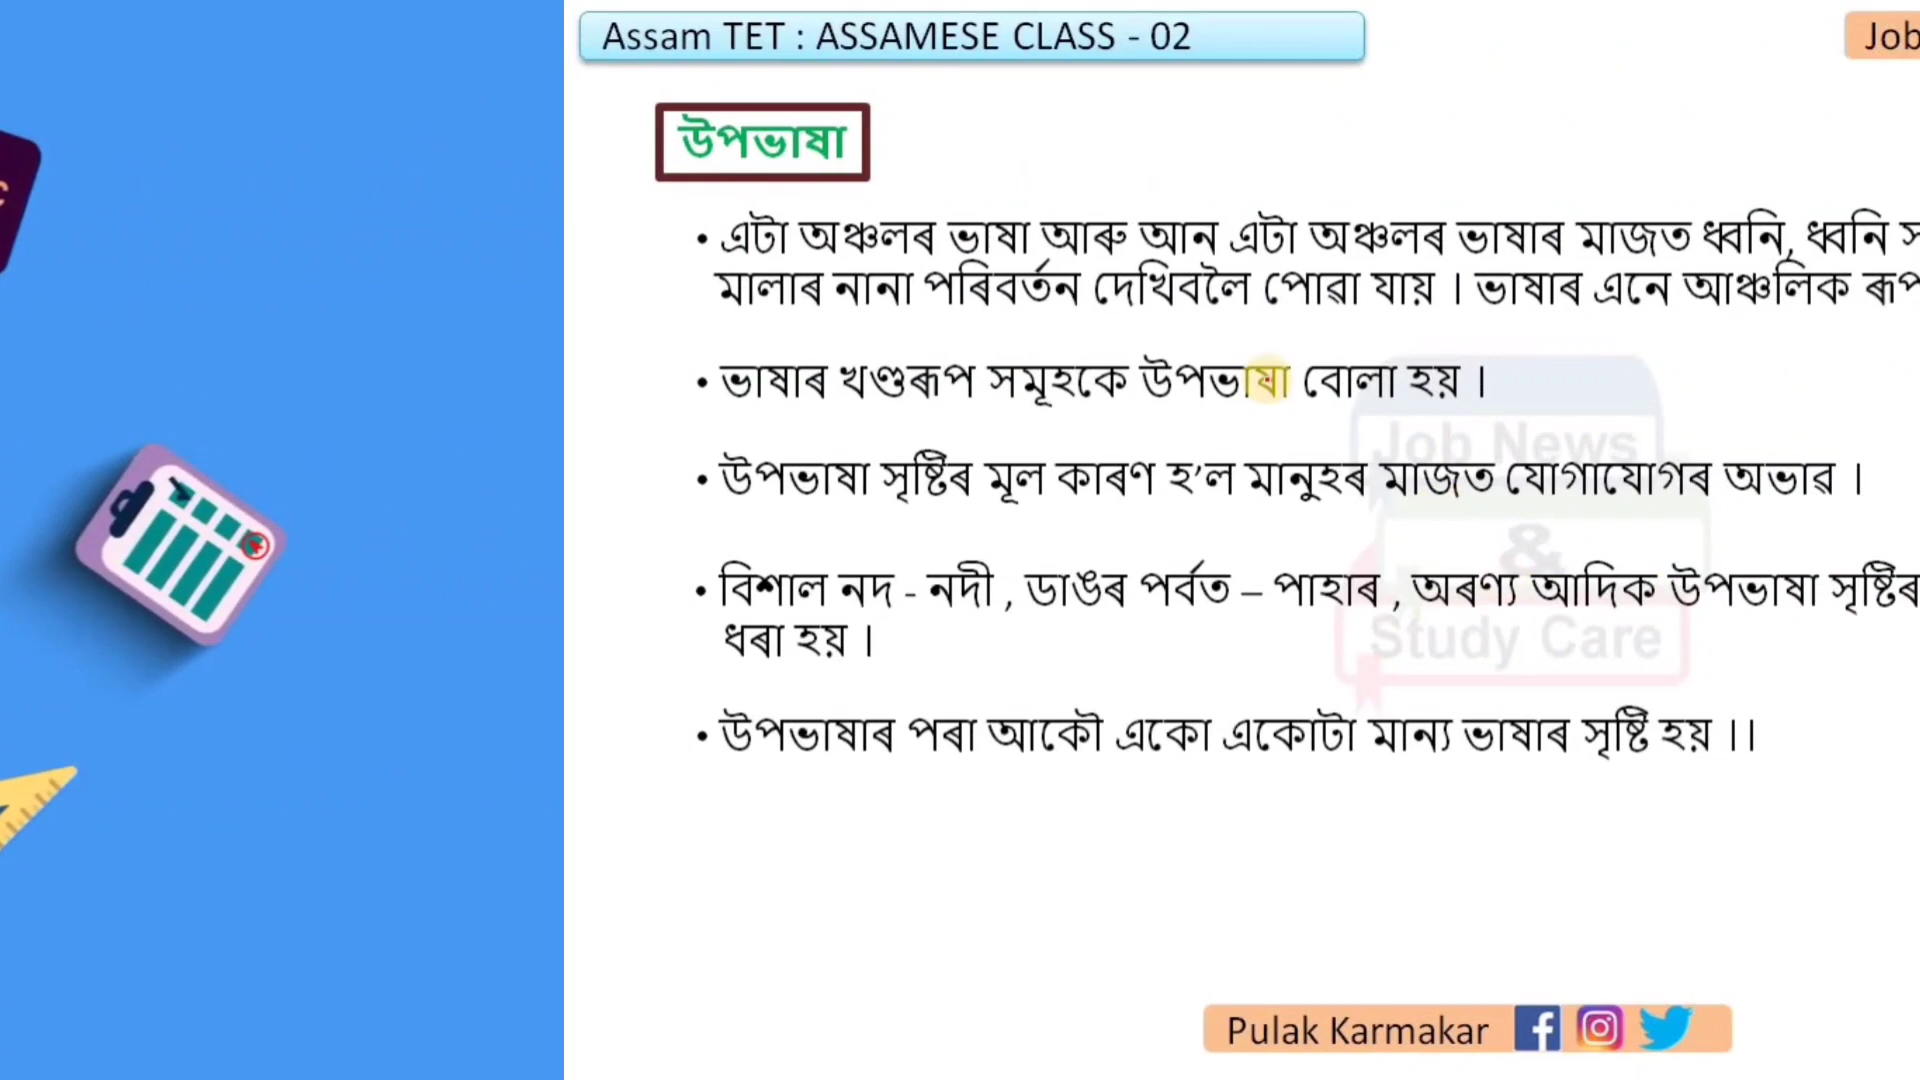 Assam TET : ASSAMESE CLASS - 02
Job
উপভাষা
• এটা অঞ্চলৰ ভাষা আৰু আন এটা অঞ্চলৰ ভাষাৰ মাজত ধ্বনি, ধ্বনি
মালাৰ নানা পৰিবৰ্তন দেখিবলৈ পোৱা যায় । ভাষাৰ এনে আঞ্চলিক ৰূপ
• ভাষাৰ খণ্ডৰূপ সমূহকে উপভাষা বোলা হয় ।
• উপভাষা সৃষ্টিৰ মূল কাৰণ হ’ল মানুহৰ মাজত যোগাযোগৰ অভাৱ ।
• বিশাল নদ - নদী , ডাঙৰ পৰ্বত – পাহাৰ , অৰণ্য আদিক উপভাষা সৃষ্টিৰ
ধৰা হয় ।
• উপভাষাৰ পৰা আকৌ একো একোটা মান্য ভাষাৰ সৃষ্টি হয় ।।
Job News
&
Study Care
Pulak Karmakar